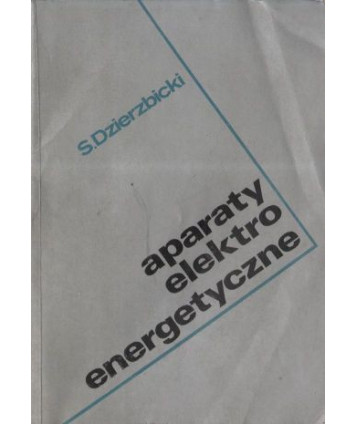 S.Dzierzbicki
aparaty
elektro
energetyczne